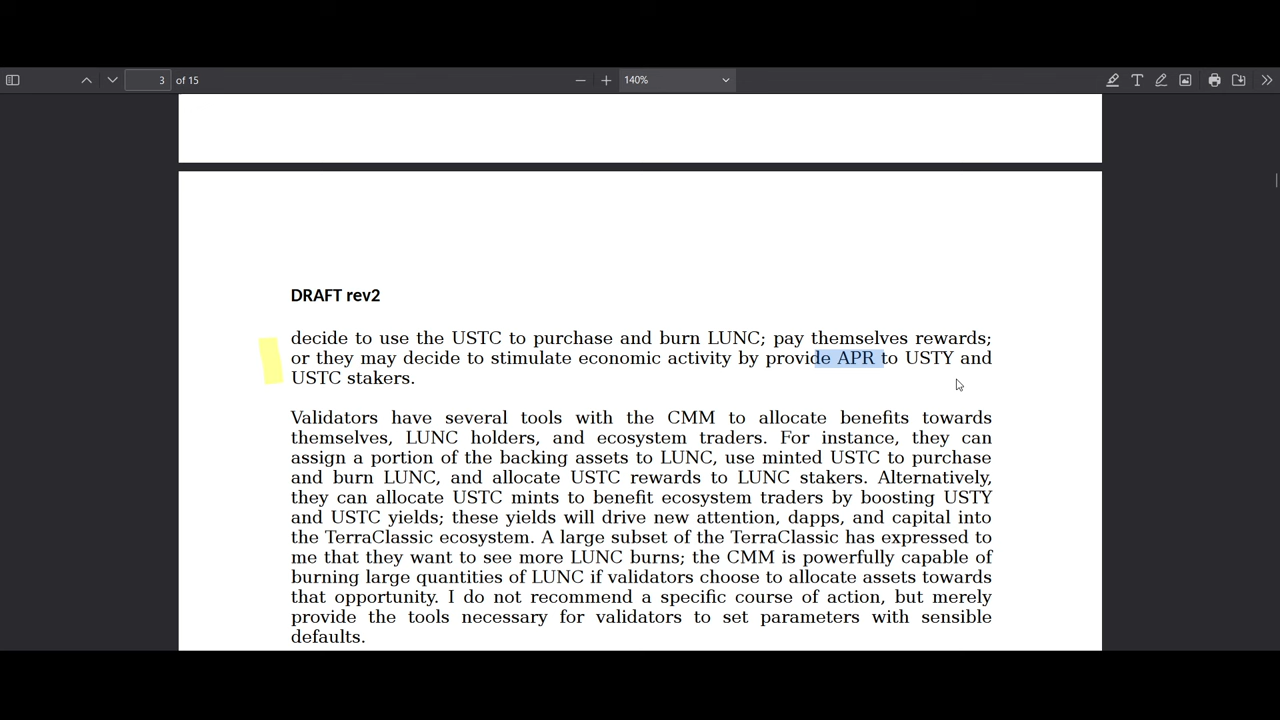 3 of 15
140%
DRAFT rev2
decide to use the USTC to purchase and burn LUNC; pay themselves rewards;
or they may decide to stimulate economic activity by provide APR to USTY and
USTC stakers.
Validators have several tools with the CMM to allocate benefits towards
themselves, LUNC holders, and ecosystem traders. For instance, they can
assign a portion of the backing assets to LUNC, use minted USTC to purchase
and burn LUNC, and allocate USTC rewards to LUNC stakers. Alternatively,
they can allocate USTC mints to benefit ecosystem traders by boosting USTY
and USTC yields; these yields will drive new attention, dapps, and capital into
the TerraClassic ecosystem. A large subset of the TerraClassic has expressed to
me that they want to see more LUNC burns; the CMM is powerfully capable of
burning large quantities of LUNC if validators choose to allocate assets towards
that opportunity. I do not recommend a specific course of action, but merely
provide the tools necessary for validators to set parameters with sensible
defaults.